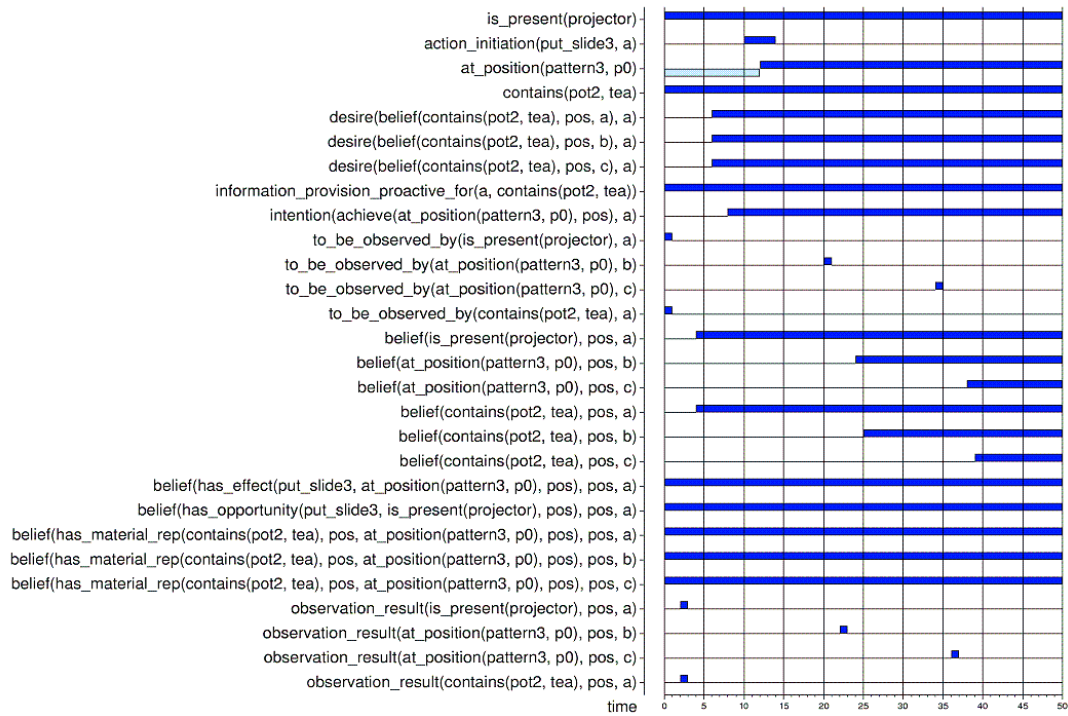 is_present(projector)
action_initiation(put_slide3, a)
at_position(pattern3, p0)
contains(pot2, tea)
desire(belief(contains(pot2, tea), pos, a), a)
desire(belief(contains(pot2, tea), pos, b), a)
desire(belief(contains(pot2, tea), pos, c), a)
information_provision_proactive_for(a, contains(pot2, tea))
intention(achieve(at_position(pattern3, p0), pos), a)
to_be_observed_by(is_present(projector), a)
to_be_observed_by(at_position(pattern3, p0), b)
to_be_observed_by(at_position(pattern3, p0), c)
to_be_observed_by(contains(pot2, tea), a)
belief(is_present(projector), pos, a)
belief(at_position(pattern3, p0), pos, b)
belief(at_position(pattern3, p0), pos, c)
belief(contains(pot2, tea), pos, a)
belief(contains(pot2, tea), pos, b)
belief(contains(pot2, tea), pos, c)
belief(has_effect(put_slide3, at_position(pattern3, p0), pos), pos, a)
belief(has_opportunity(put_slide3, is_present(projector), pos), pos, a)
belief(has_material_rep(contains(pot2, tea), pos, at_position(pattern3, p0), pos), pos, a)
belief(has_material_rep(contains(pot2, tea), pos, at_position(pattern3, p0), pos), pos, b)
belief(has_material_rep(contains(pot2, tea), pos, at_position(pattern3, p0), pos), pos, c)
observation_result(is_present(projector), pos, a)
observation_result(at_position(pattern3, p0), pos, b)
observation_result(at_position(pattern3, p0), pos, c)
observation_result(contains(pot2, tea), pos, a)
time 0 5 10 15 20 25 30 35 40 45 50